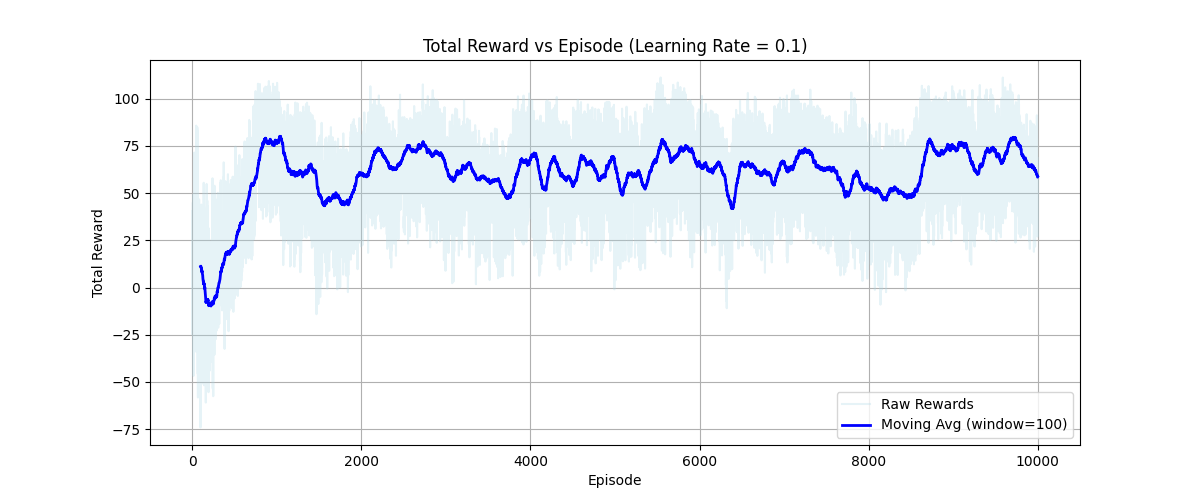 Total Reward vs Episode (Learning Rate = 0.1)
Total Reward
100
75
50
25
0
−25
−50
−75
0
2000
4000
6000
8000
10000
Episode
Raw Rewards
Moving Avg (window=100)